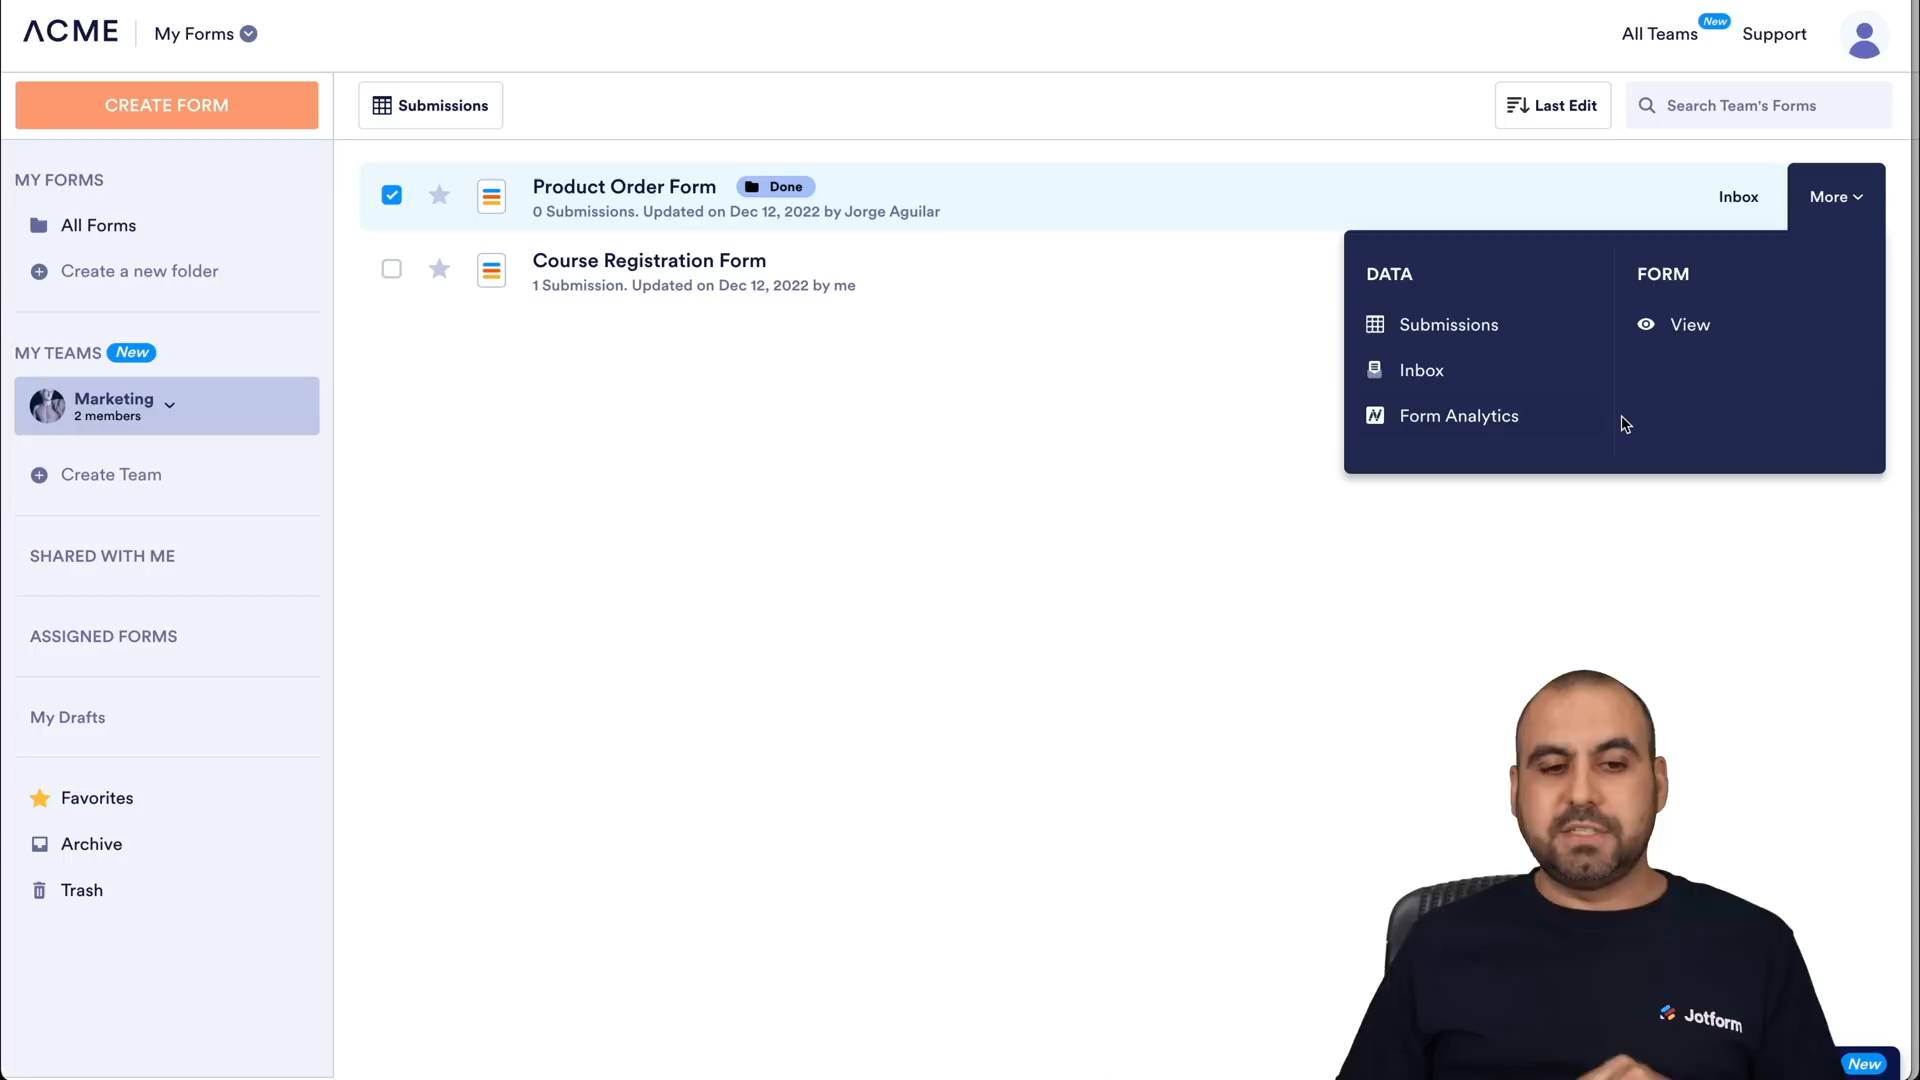 ACME
My Forms
All Teams
New
Support
CREATE FORM
Submissions
Last Edit
Search Team's Forms
MY FORMS
All Forms
Create a new folder
MY TEAMS New
Marketing
2 members
Create Team
SHARED WITH ME
ASSIGNED FORMS
My Drafts
Favorites
Archive
Trash
Product Order Form
Done
0 Submissions. Updated on Dec 12, 2022 by Jorge Aguilar
Inbox
More
Course Registration Form
1 Submission. Updated on Dec 12, 2022 by me
DATA
Submissions
Inbox
Form Analytics
FORM
View
Jotform
New